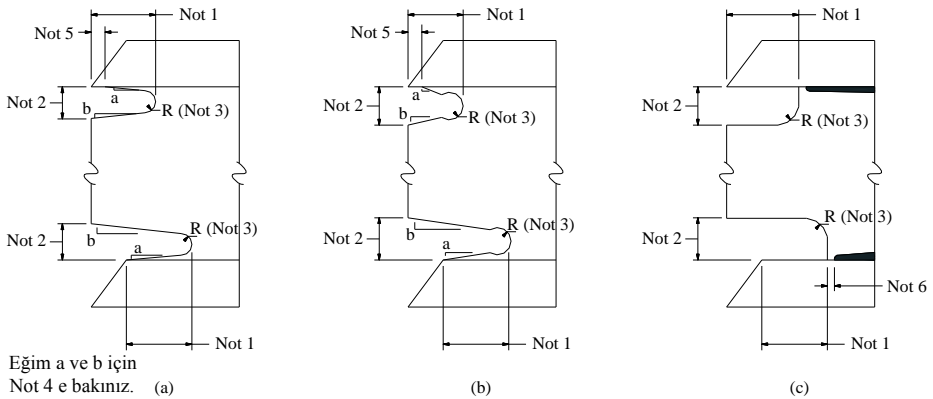 Not 1
Not 5
Not 2
a
b
R (Not 3)
Not 2
b
a
R (Not 3)
Not 1
Eğim a ve b için
Not 4 e bakınız.
(a)
Not 1
Not 5
Not 2
a
b
R (Not 3)
Not 2
b
a
R (Not 3)
Not 1
(b)
Not 1
Not 2
R (Not 3)
Not 2
R (Not 3)
Not 6
Not 1
(c)